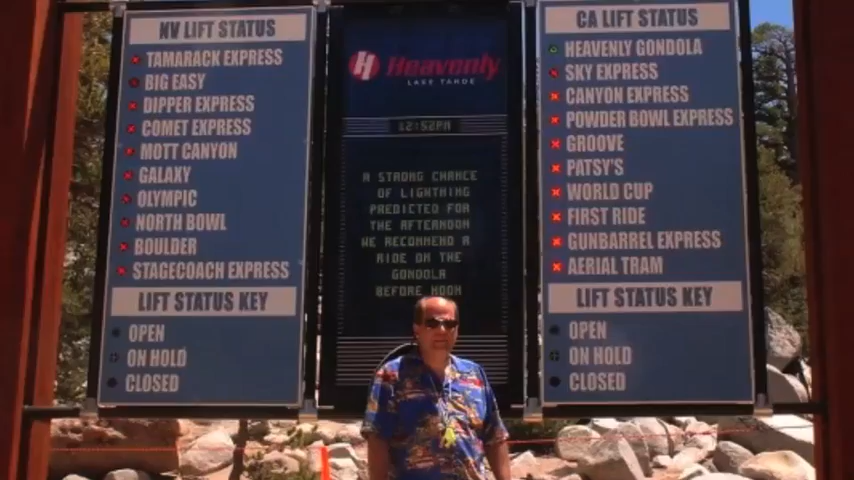 NV LIFT STATUS
TAMARACK EXPRESS
BIG EASY
DIPPER EXPRESS
COMET EXPRESS
MOTT CANYON
GALAXY
OLYMPIC
NORTH BOWL
BOULDER
STAGECOACH EXPRESS
LIFT STATUS KEY
OPEN
ON HOLD
CLOSED
H Heavenly
LAKE TAHOE
12:52PM
A STRONG CHANCE
OF LIGHTNING
PREDICTED FOR
THE AFTERNOON
WE RECOMMEND A
RIDE ON THE
GONDOLA
BEFORE NOON
CA LIFT STATUS
HEAVENLY GONDOLA
SKY EXPRESS
CANYON EXPRESS
POWDER BOWL EXPRESS
GROOVE
PATSY'S
WORLD CUP
FIRST RIDE
GUNBARREL EXPRESS
AERIAL TRAM
LIFT STATUS KEY
OPEN
ON HOLD
CLOSED